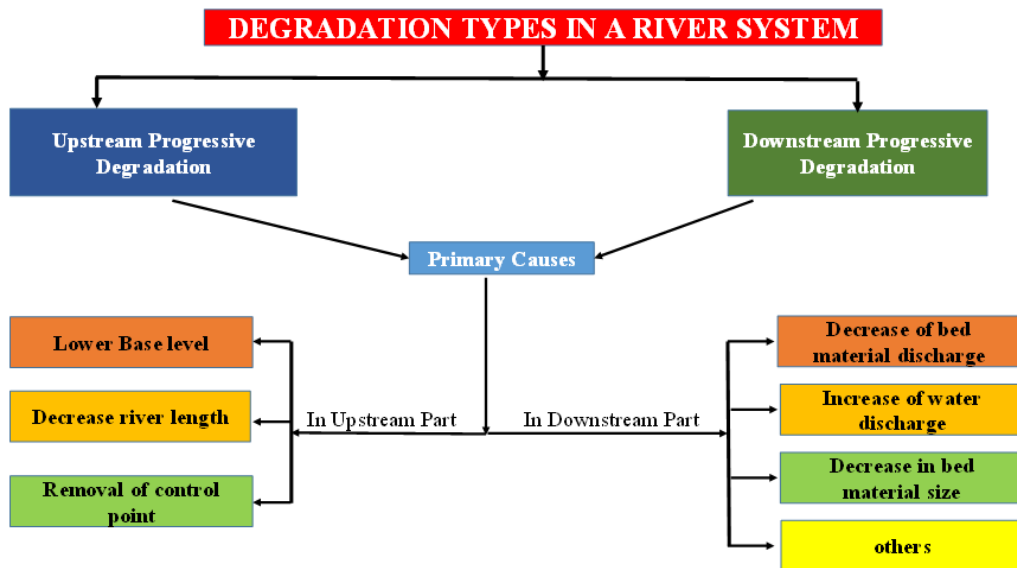 DEGRADATION TYPES IN A RIVER SYSTEM
Upstream Progressive
Degradation
Downstream Progressive
Degradation
Primary Causes
Lower Base level
Decrease river length
Removal of control
point
In Upstream Part
In Downstream Part
Decrease of bed
material discharge
Increase of water
discharge
Decrease in bed
material size
others